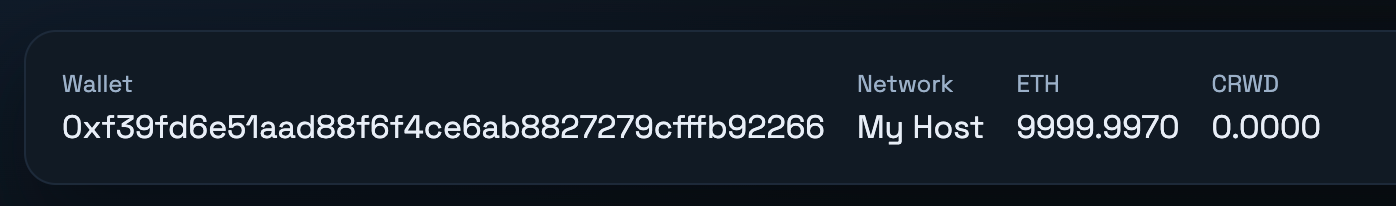 Wallet Network ETH CRWD
0xf39fd6e51aad88f6f4ce6ab8827279cfffb92266 My Host 9999.9970 0.0000